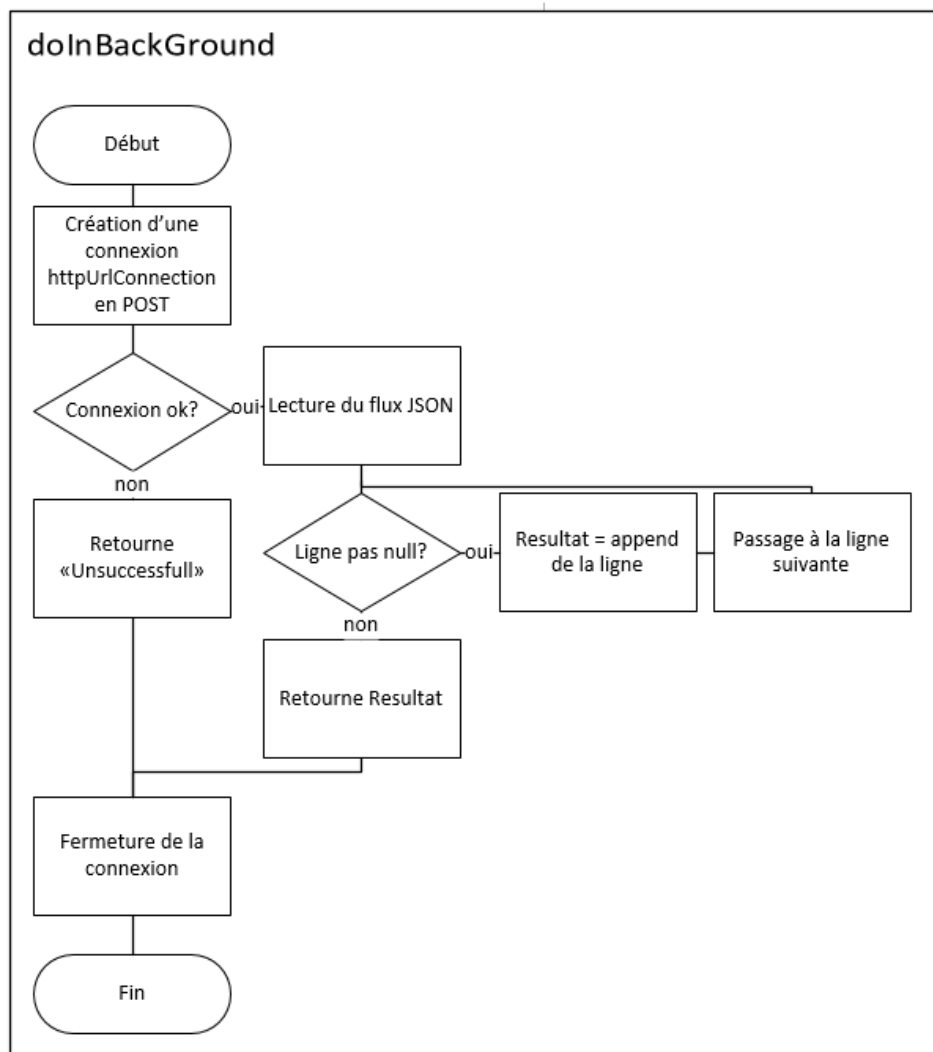 doInBackGround
Début
Création d’une
connexion
httpUrlConnection
en POST
Connexion ok?
oui
Lecture du flux JSON
non
Retourne
«Unsuccessfull»
Ligne pas null?
oui
Resultat = append
de la ligne
Passage à la ligne
suivante
non
Retourne Resultat
Fermeture de la
connexion
Fin